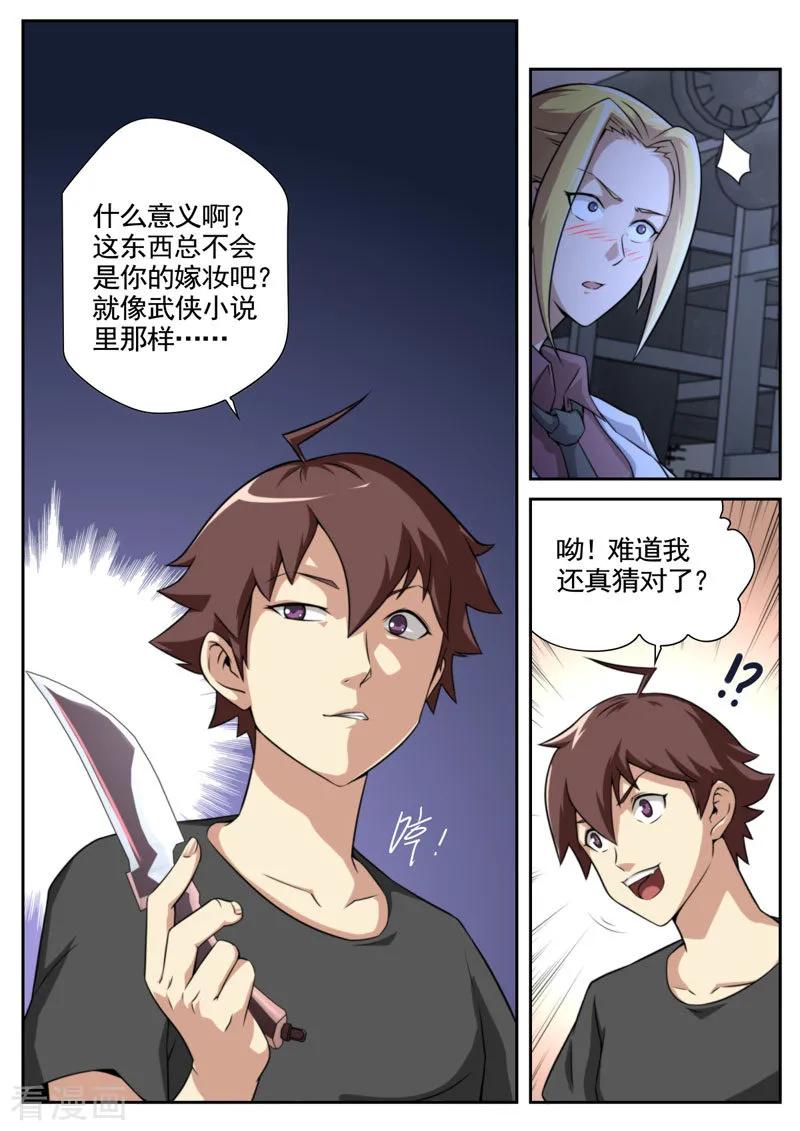 什么意义啊？
这东西总不会
是你的嫁妆吧？
就像武侠小说
里那样……
哼！
呦！难道我
还真猜对了？
!?
看漫画